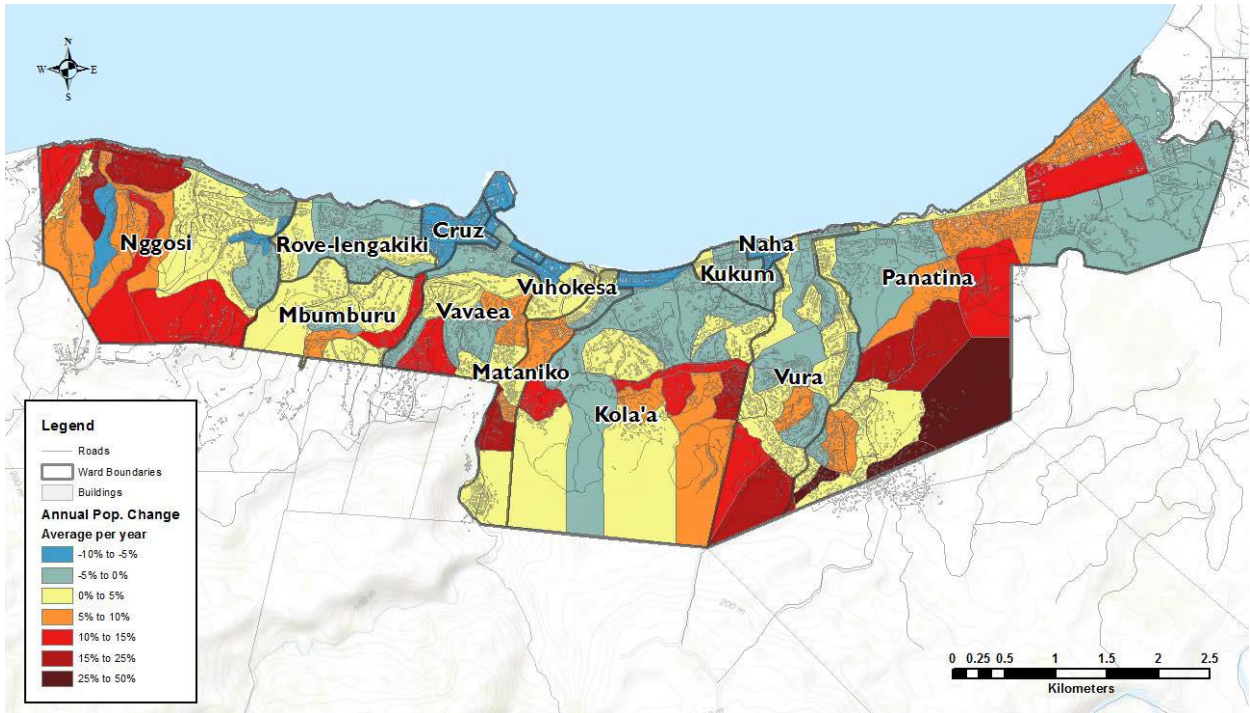 N
W E
S
Nggosi
Rove-lengakiki
Cruz
Vuhokesa
Naha
Kukum
Panatina
Mbumburu
Vavaea
Mataniko
Kola'a
Vura
200 m
Legend
Roads
Ward Boundaries
Buildings
Annual Pop. Change
Average per year
-10% to -5%
-5% to 0%
0% to 5%
5% to 10%
10% to 15%
15% to 25%
25% to 50%
0 0.25 0.5 1 1.5 2 2.5
Kilometers